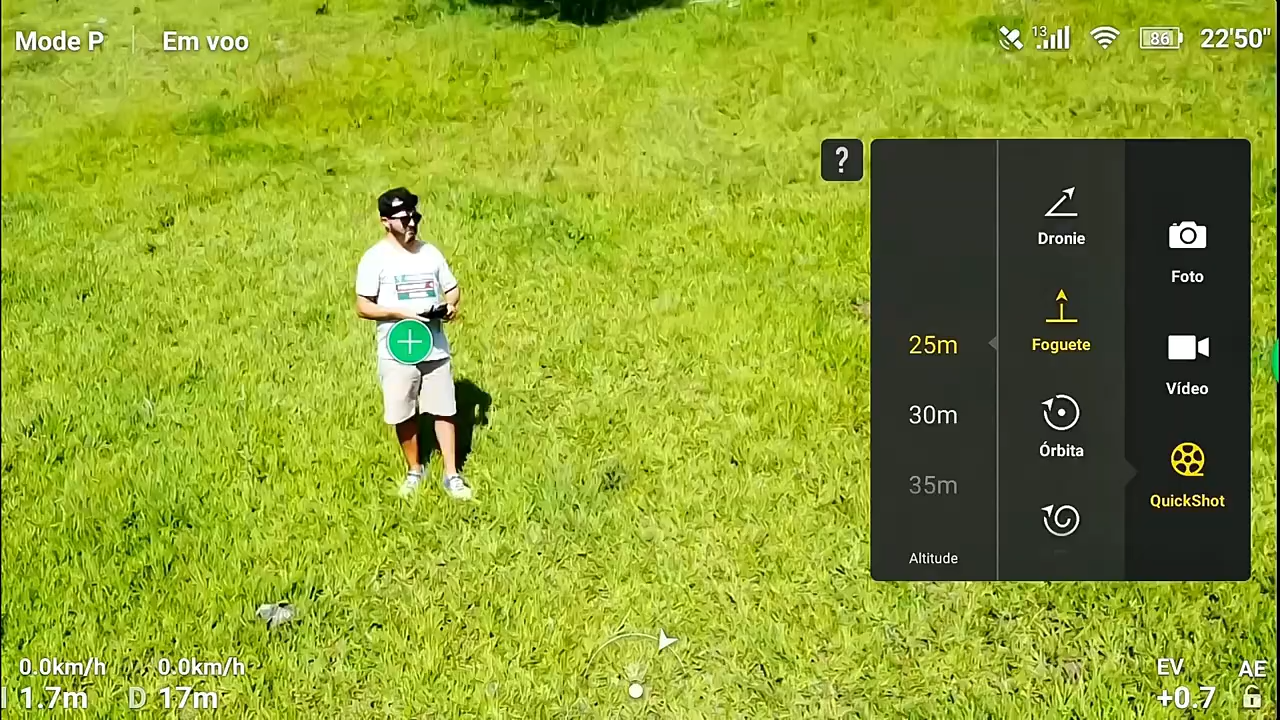 Mode P
Em voo
13
86
22'50"
?
Dronie
Foto
25m
Foguete
Vídeo
30m
Órbita
35m
QuickShot
Altitude
0.0km/h
0.0km/h
1.7m
D 17m
EV
AE
+0.7